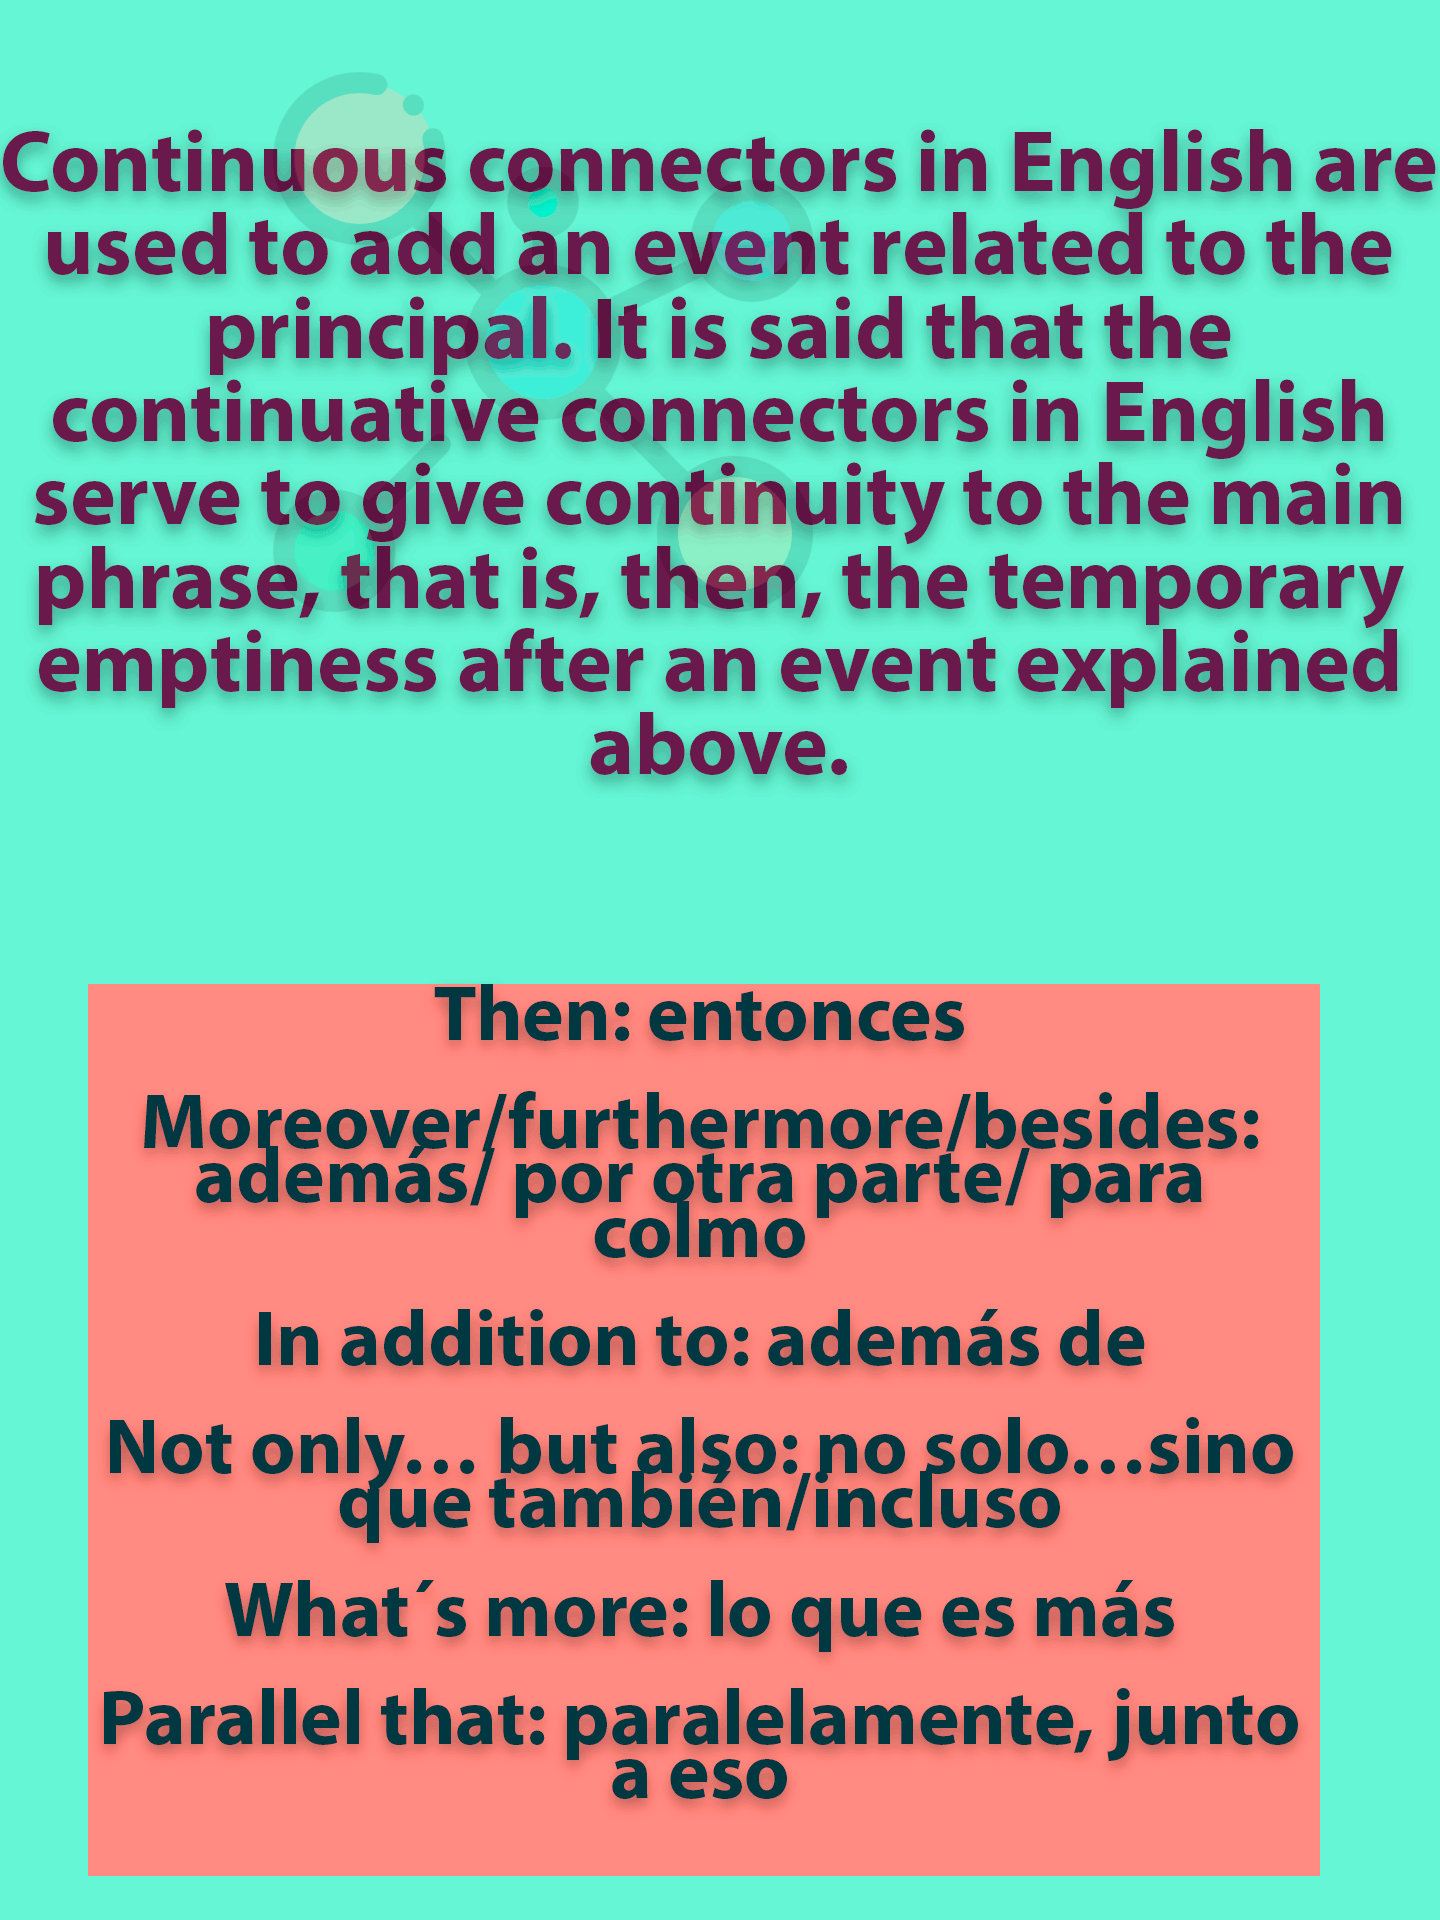 Continuous connectors in English are
used to add an event related to the
principal. It is said that the
continuative connectors in English
serve to give continuity to the main
phrase, that is, then, the temporary
emptiness after an event explained
above.
Then: entonces
Moreover/furthermore/besides:
además/ por otra parte/ para
colmo
In addition to: además de
Not only… but also: no solo…sino
que también/incluso
What´s more: lo que es más
Parallel that: paralelamente, junto
a eso